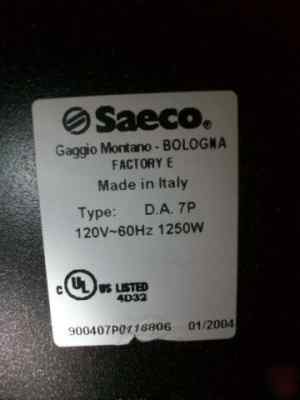 Saeco®
Gaggio Montano - BOLOGNA
FACTORY E
Made in Italy
Type: D.A. 7P
120V~60Hz 1250W
C UL® US LISTED
4D32
900407P0116806 01/2004